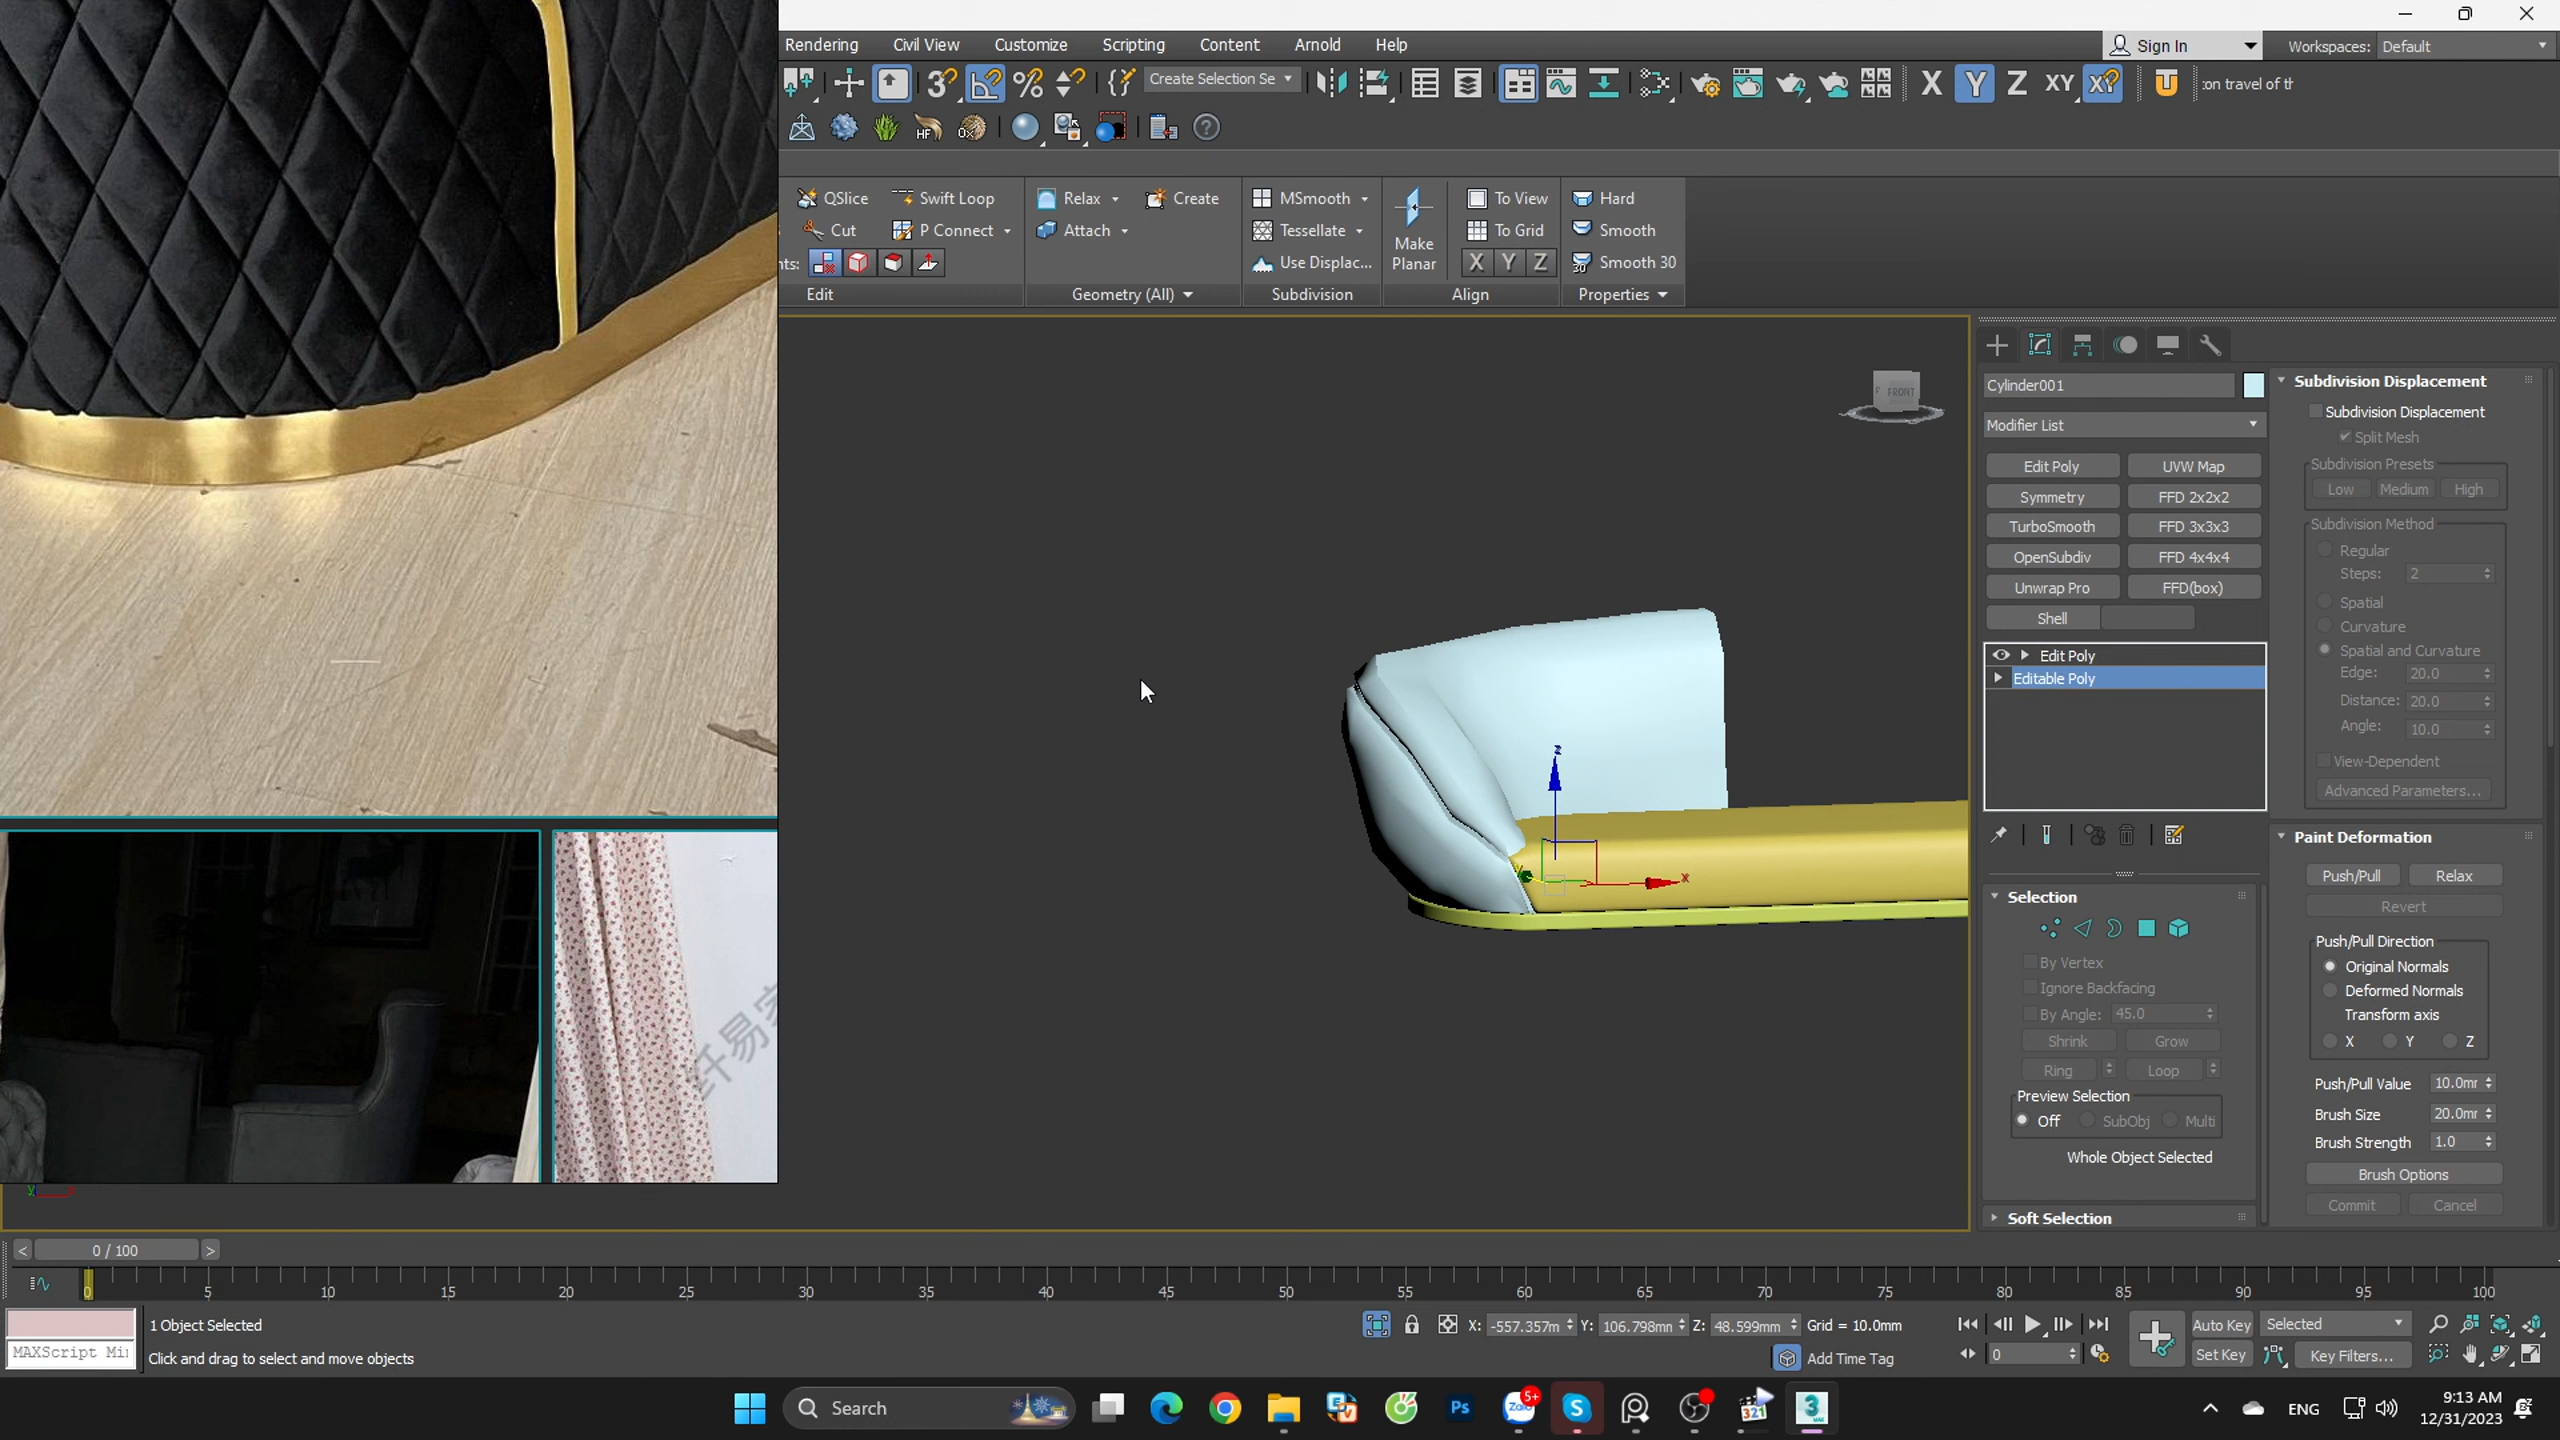 Rendering Civil View Customize Scripting Content Arnold Help
Sign In Workspaces: Default
Create Selection Se
X Y Z XY XY
HF Ox
QSlice Swift Loop Relax Create MSmooth To View Hard
Cut P Connect Attach Tessellate Make Planar To Grid Smooth
nts: Use Displac... X Y Z Smooth 30
Edit Geometry (All) Subdivision Align Properties
FRONT
Cylinder001
Modifier List
Edit Poly UVW Map
Symmetry FFD 2x2x2
TurboSmooth FFD 3x3x3
OpenSubdiv FFD 4x4x4
Unwrap Pro FFD(box)
Shell
Edit Poly
Editable Poly
Selection
By Vertex
Ignore Backfacing
By Angle: 45.0
Shrink Grow
Ring Loop
Preview Selection
Off SubObj Multi
Whole Object Selected
Soft Selection
Subdivision Displacement
Subdivision Displacement
Split Mesh
Subdivision Presets
Low Medium High
Subdivision Method
Regular
Steps: 2
Spatial
Curvature
Spatial and Curvature
Edge: 20.0
Distance: 20.0
Angle: 10.0
View-Dependent
Advanced Parameters...
Paint Deformation
Push/Pull Relax
Revert
Push/Pull Direction
Original Normals
Deformed Normals
Transform axis
X Y Z
Push/Pull Value 10.0mr
Brush Size 20.0mr
Brush Strength 1.0
Brush Options
Commit Cancel
z
x
0 / 100
0 5 10 15 20 25 30 35 40 45 50 55 60 65 70 75 80 85 90 95 100
1 Object Selected X: -557.357m Y: 106.798mn Z: 48.599mm Grid = 10.0mm Auto Key Selected
MAXScript Mi Click and drag to select and move objects Add Time Tag 0 Set Key Key Filters...
Search Ps Zalo 5+ 321 3 ENG 9:13 AM
12/31/2023